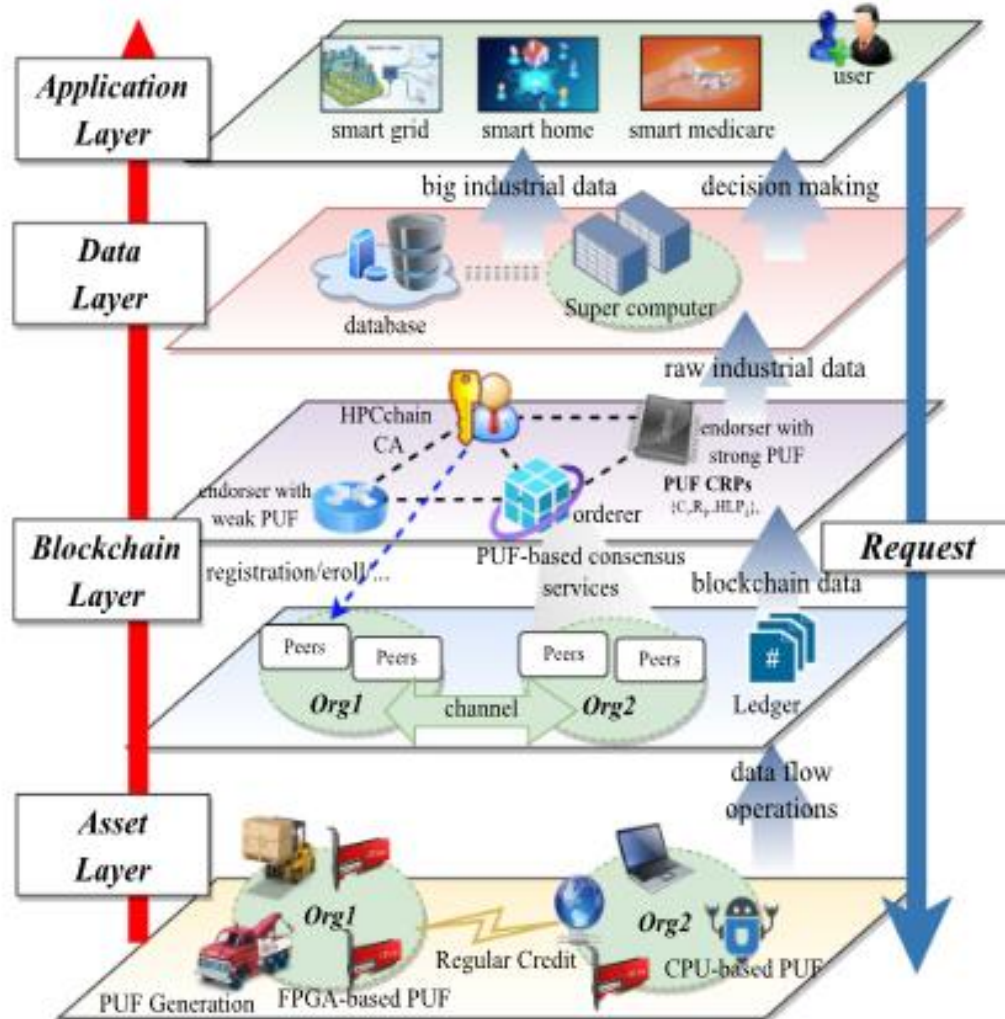 Application
Layer
smart grid
smart home
smart medicare
user
big industrial data
decision making
Data
Layer
database
Super computer
raw industrial data
HPCchain
CA
endorser with
strong PUF
PUF CRPs
endorser with
weak PUF
orderer
Blockchain
Layer
registration/eroll/...
PUF-based consensus
services
blockchain data
Request
Peers
Peers
Peers
Peers
#
Org1
channel
Org2
Ledger
data flow
operations
Asset
Layer
Org1
Org2
Regular Credit
CPU-based PUF
PUF Generation
FPGA-based PUF